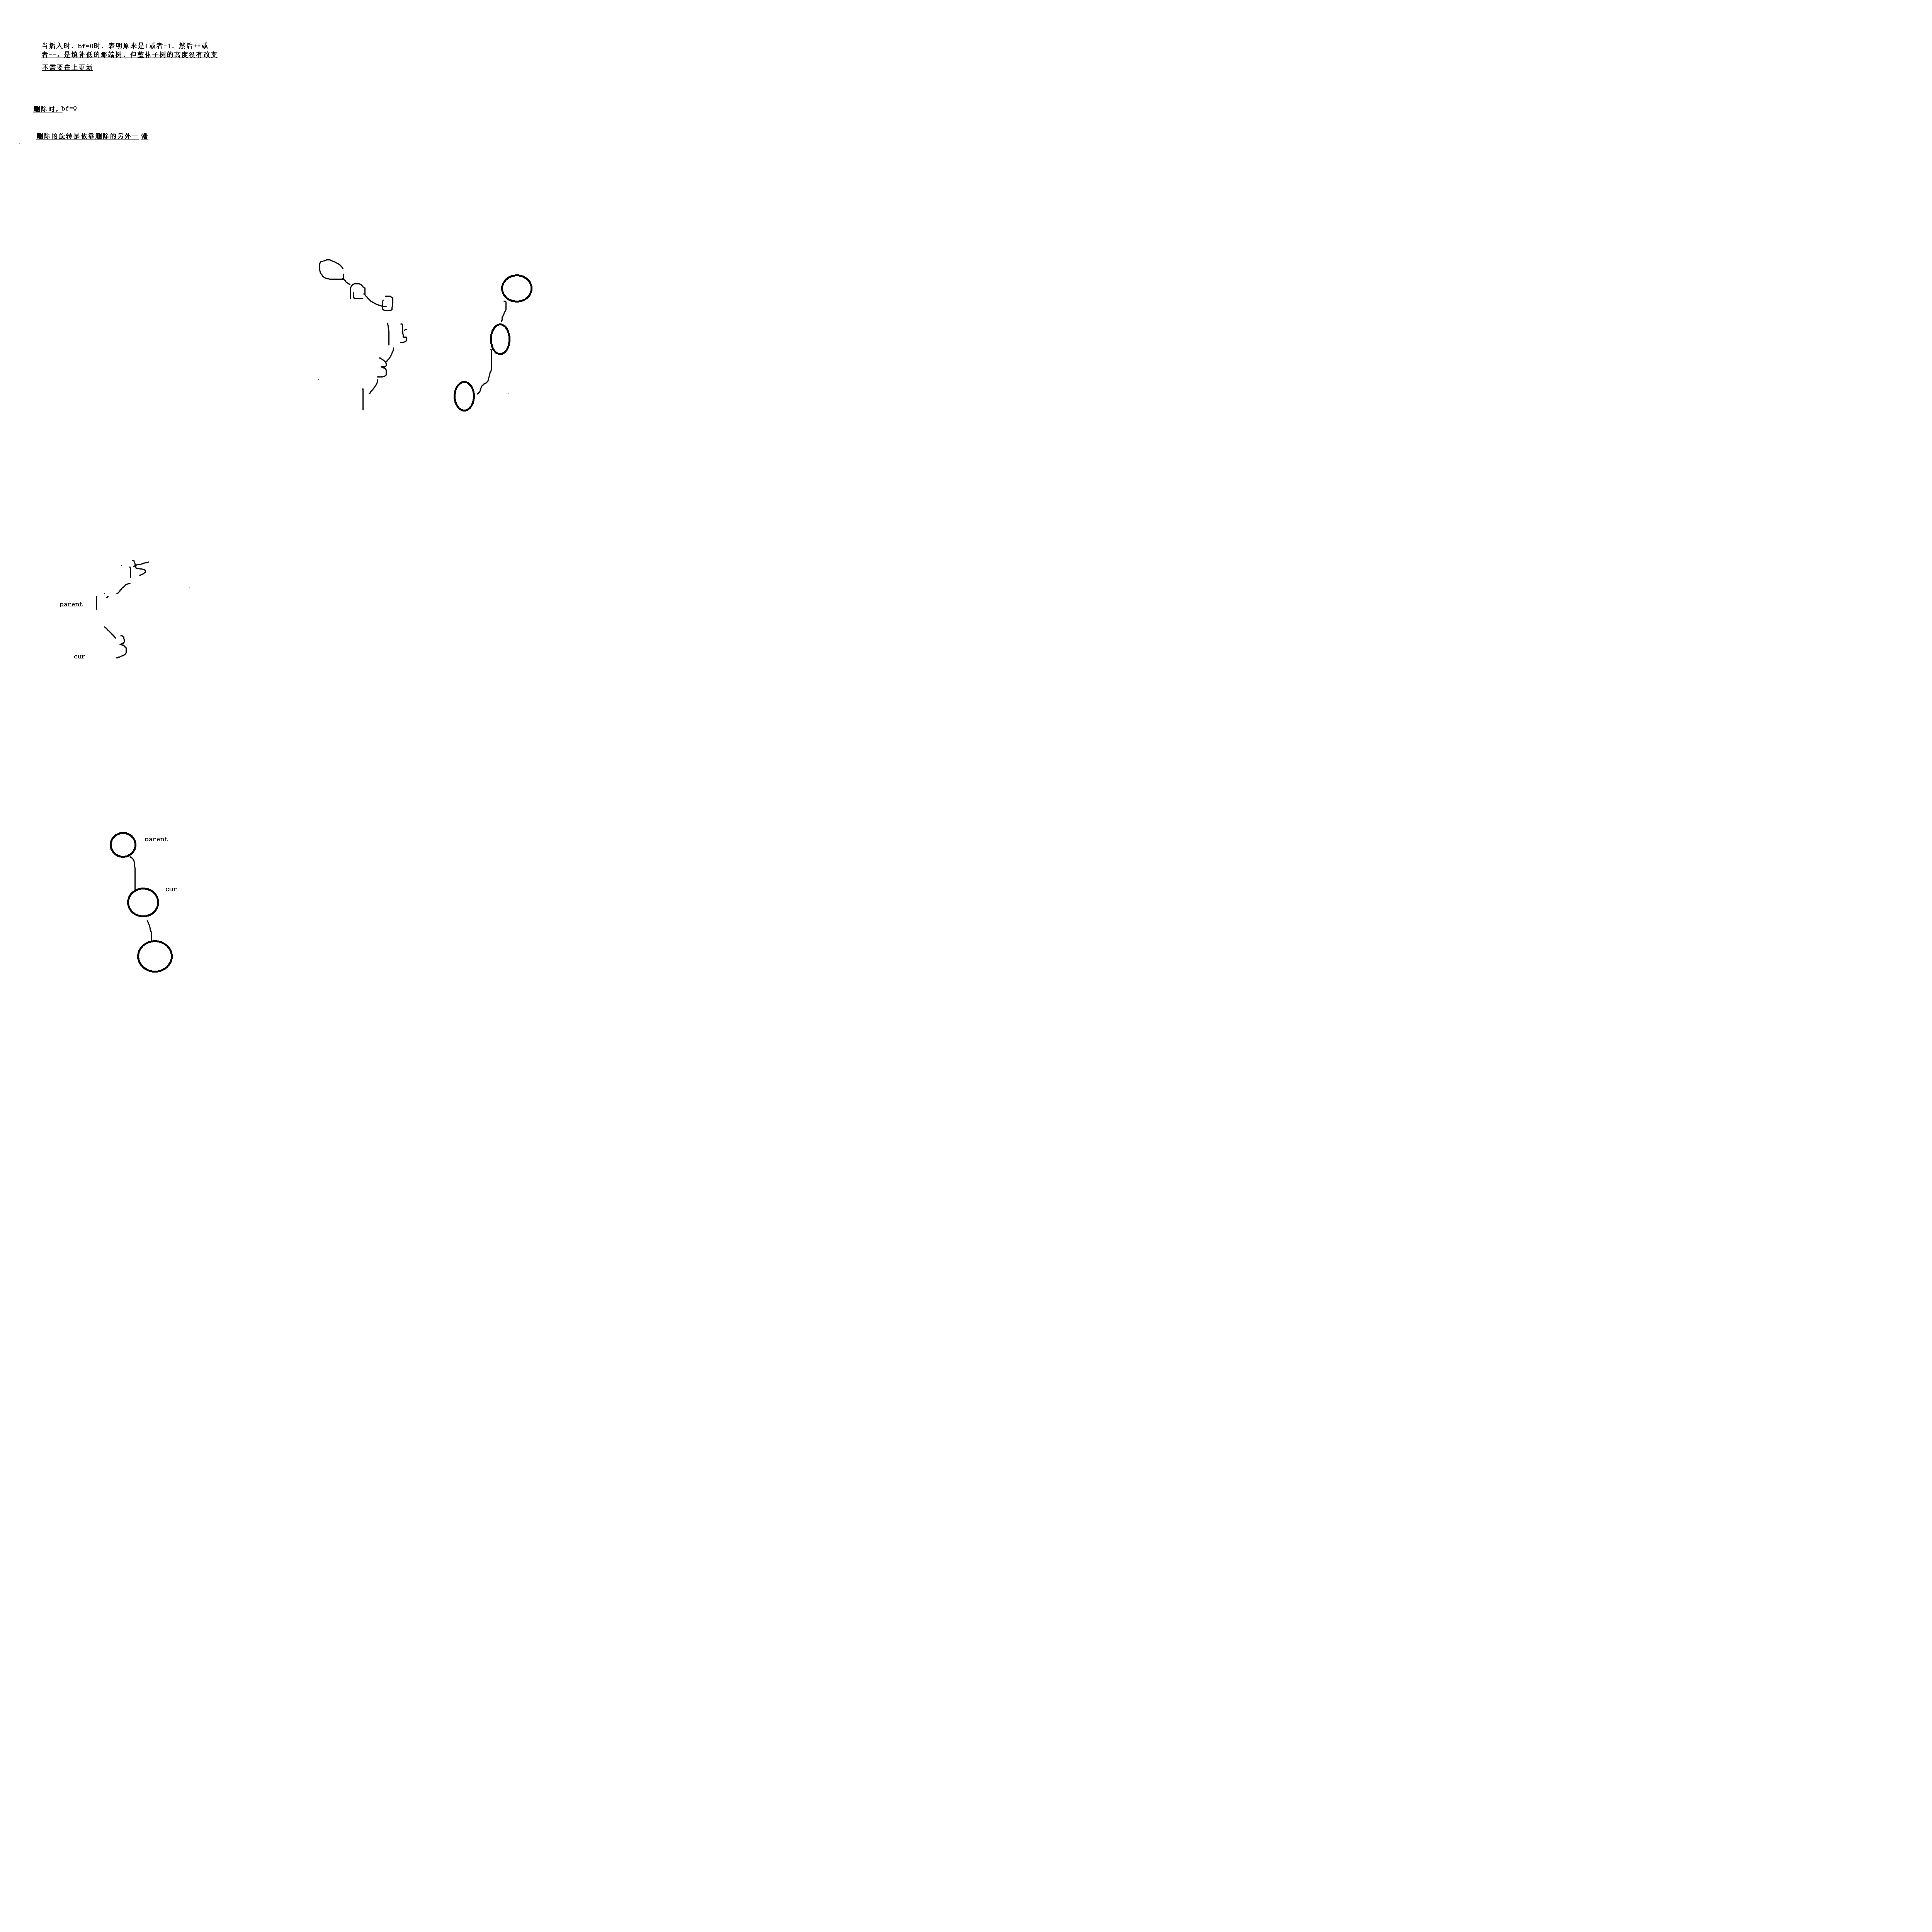 当插入时，bf=0时，表明原来是1或者-1，然后++或
者--，是填补低的那端树，但整体子树的高度没有改变
不需要往上更新
删除时，bf=0
删除的旋转是依靠删除的另外一 端
15
3
1
15
parent 1
3
cur
parent
cur